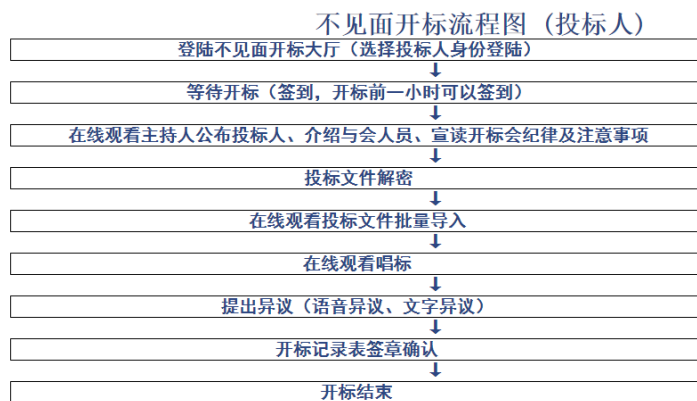 不见面开标流程图（投标人）
登陆不见面开标大厅（选择投标人身份登陆）
等待开标（签到，开标前一小时可以签到）
在线观看主持人公布投标人、介绍与会人员、宣读开标会纪律及注意事项
投标文件解密
在线观看投标文件批量导入
在线观看唱标
提出异议（语音异议、文字异议）
开标记录表签章确认
开标结束